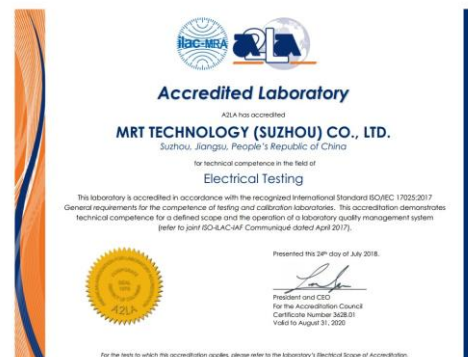 ilac-MRA
A2LA
Accredited Laboratory
A2LA has accredited
MRT TECHNOLOGY (SUZHOU) CO., LTD.
Suzhou, Jiangsu, People's Republic of China
for technical competence in the field of
Electrical Testing
This laboratory is accredited in accordance with the recognized International Standard ISO/IEC 17025:2017
General requirements for the competence of testing and calibration laboratories. This accreditation demonstrates
technical competence for a defined scope and the operation of a laboratory quality management system
(refer to joint ISO-ILAC-IAF Communiqué dated April 2017).
Presented this 24th day of July 2018.
President and CEO
For the Accreditation Council
Certificate Number 3628.01
Valid to August 31, 2020
A2LA
For the tests to which this accreditation applies, please refer to the laboratory's Electrical Scope of Accreditation.